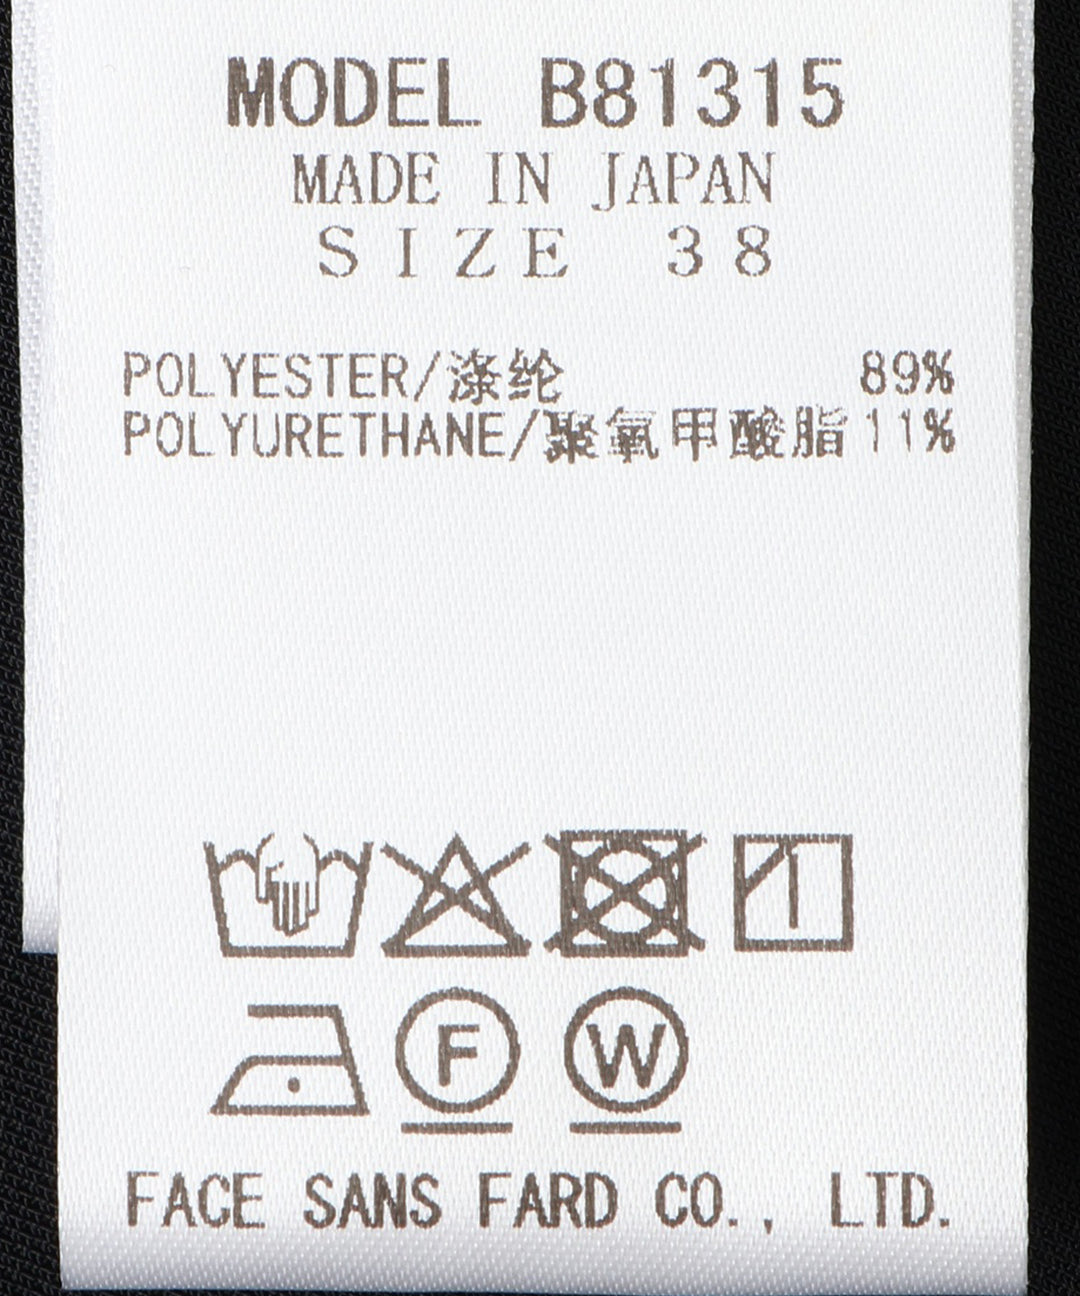 MODEL B81315
MADE IN JAPAN
SIZE 38
POLYESTER/涤纶 89%
POLYURETHANE/聚氧甲酸脂 11%
F W
FACE SANS FARD CO., LTD.